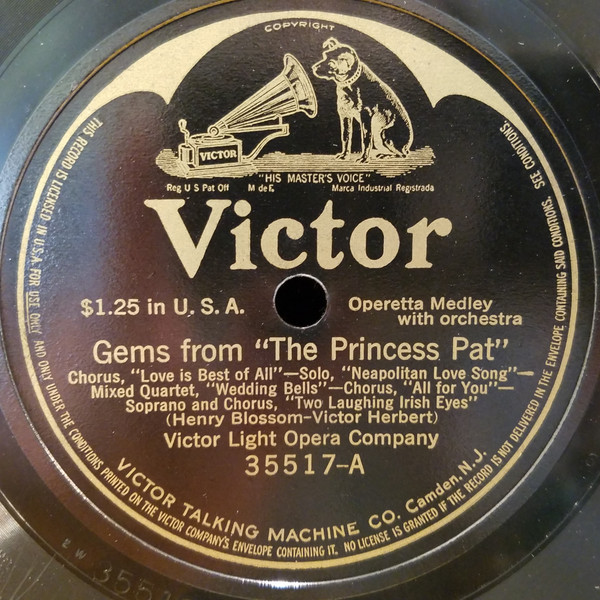 COPYRIGHT
VICTOR
"HIS MASTER'S VOICE"
Reg. U S Pat Off M de F. Marca Industrial Registrada
Victor
$1.25 in U.S.A.
Operetta Medley
with orchestra
Gems from "The Princess Pat"
Chorus, "Love is Best of All"—Solo, "Neapolitan Love Song"—
Mixed Quartet, "Wedding Bells"—Chorus, "All for You"—
Soprano and Chorus, "Two Laughing Irish Eyes"
(Henry Blossom-Victor Herbert)
Victor Light Opera Company
35517-A
VICTOR TALKING MACHINE CO. Camden, N.J.
THIS RECORD IS LICENSED IN U.S.A. FOR USE ONLY AND ONLY UNDER THE CONDITIONS PRINTED ON THE VICTOR COMPANY'S ENVELOPE CONTAINING IT. NO LICENSE IS GRANTED IF THE RECORD IS NOT DELIVERED IN THE ENVELOPE CONTAINING SAID CONDITIONS. SEE CONDITIONS.